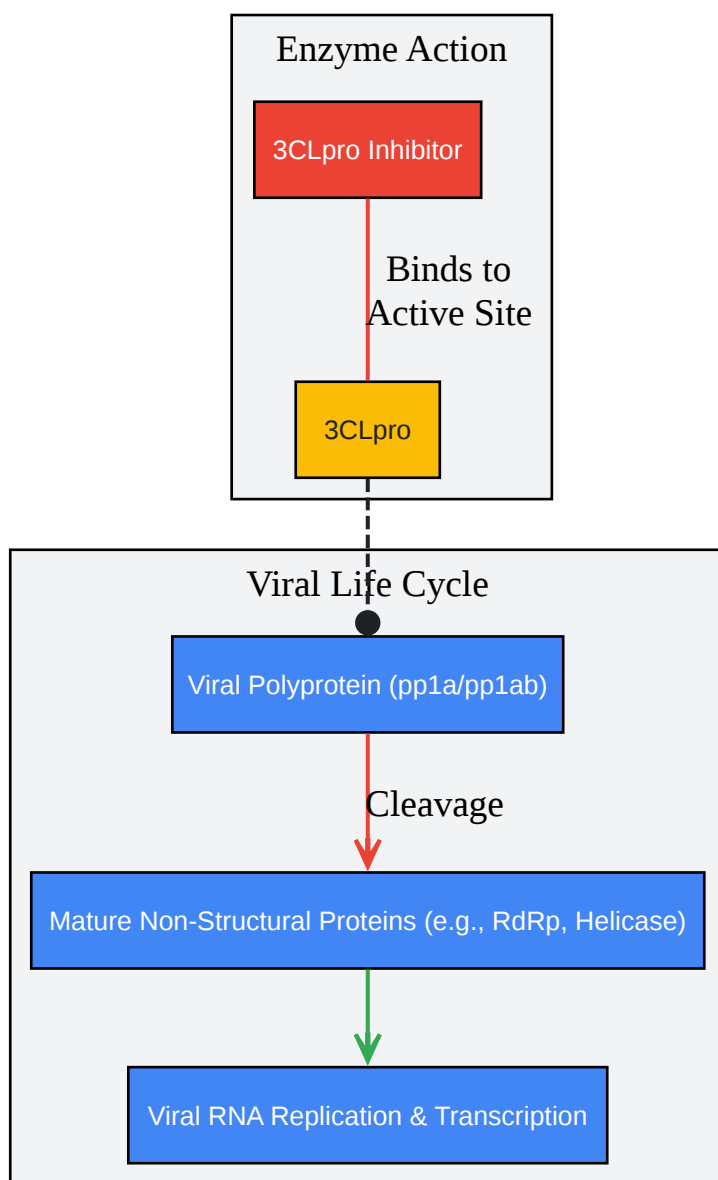 Enzyme Action
3CLpro Inhibitor
Binds to
Active Site
3CLpro
Viral Life Cycle
Viral Polyprotein (pp1a/pp1ab)
Cleavage
Mature Non-Structural Proteins (e.g., RdRp, Helicase)
Viral RNA Replication & Transcription